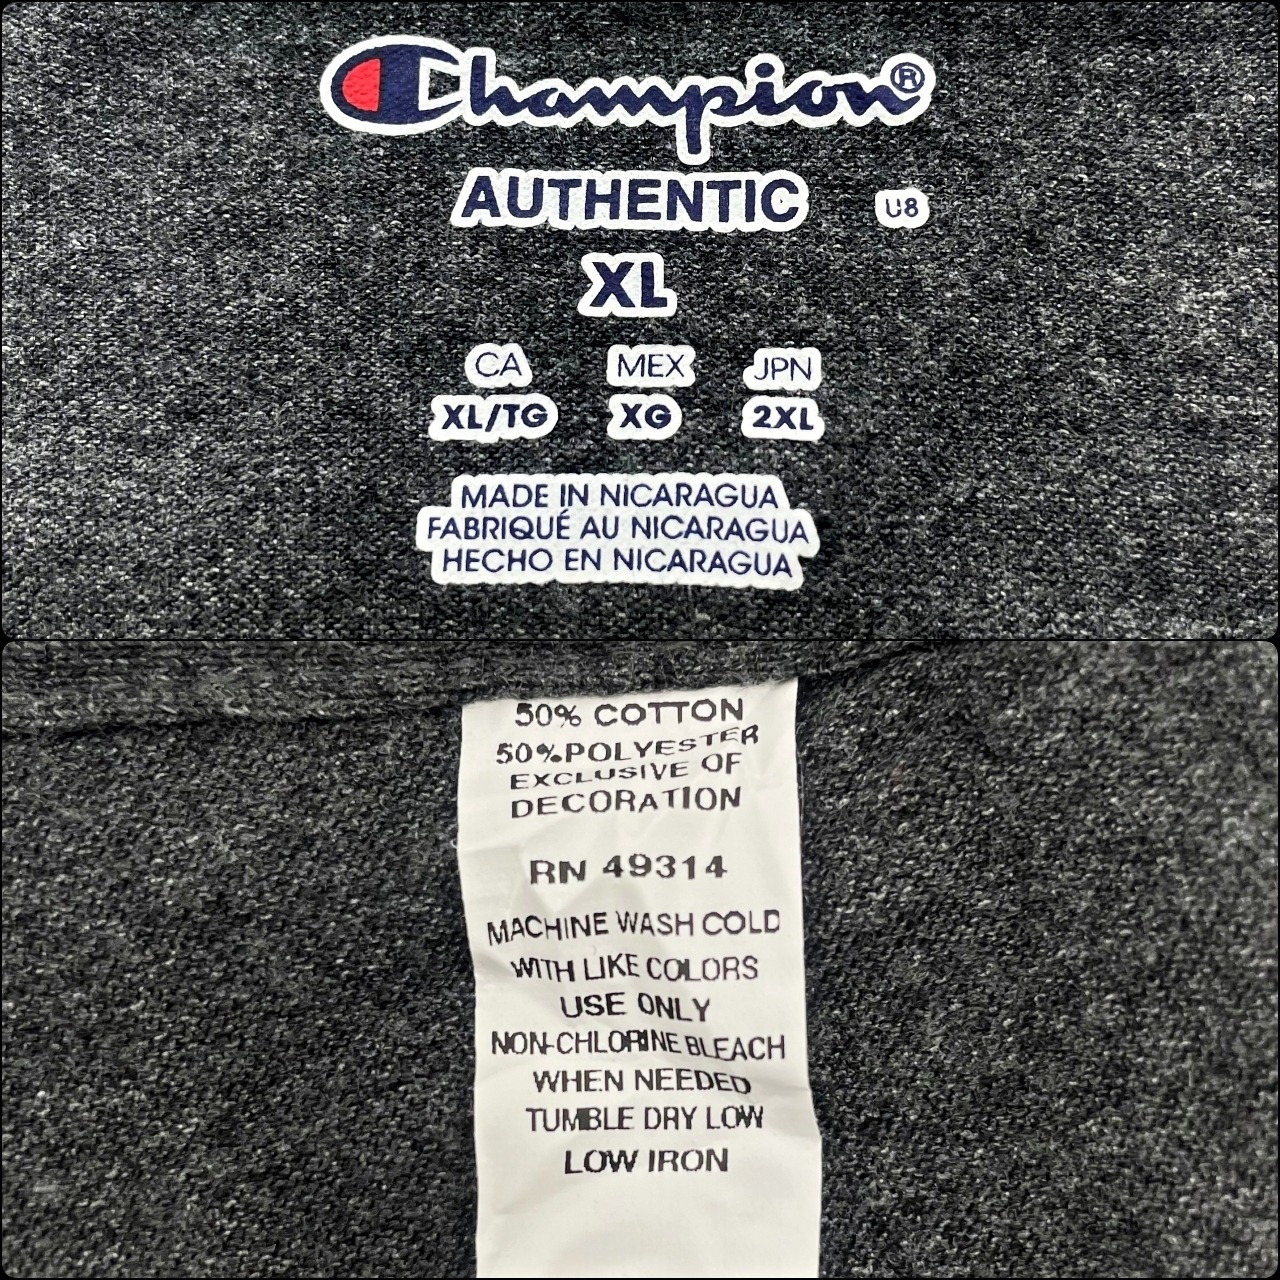 Champion®
AUTHENTIC U8
XL
CA MEX JPN
XL/TG XG 2XL
MADE IN NICARAGUA
FABRIQUÉ AU NICARAGUA
HECHO EN NICARAGUA
50% COTTON
50%POLYESTER
EXCLUSIVE OF
DECORATION
RN 49314
MACHINE WASH COLD
WITH LIKE COLORS
USE ONLY
NON-CHLORINE BLEACH
WHEN NEEDED
TUMBLE DRY LOW
LOW IRON